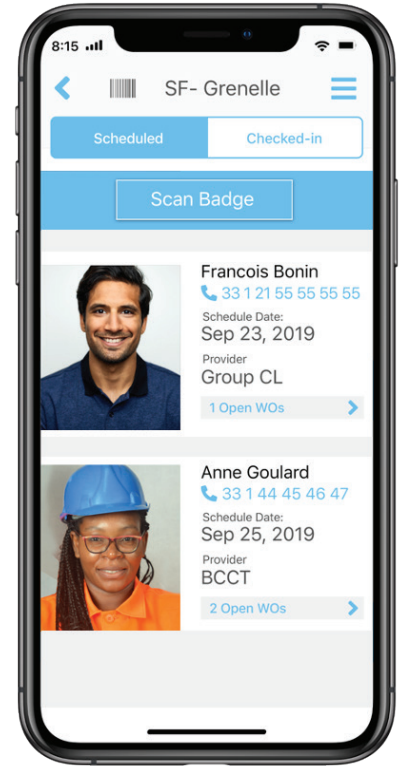 8:15
SF- Grenelle
Scheduled
Checked-in
Scan Badge
Francois Bonin
33 1 21 55 55 55 55
Schedule Date:
Sep 23, 2019
Provider
Group CL
1 Open WOs
Anne Goulard
33 1 44 45 46 47
Schedule Date:
Sep 25, 2019
Provider
BCCT
2 Open WOs